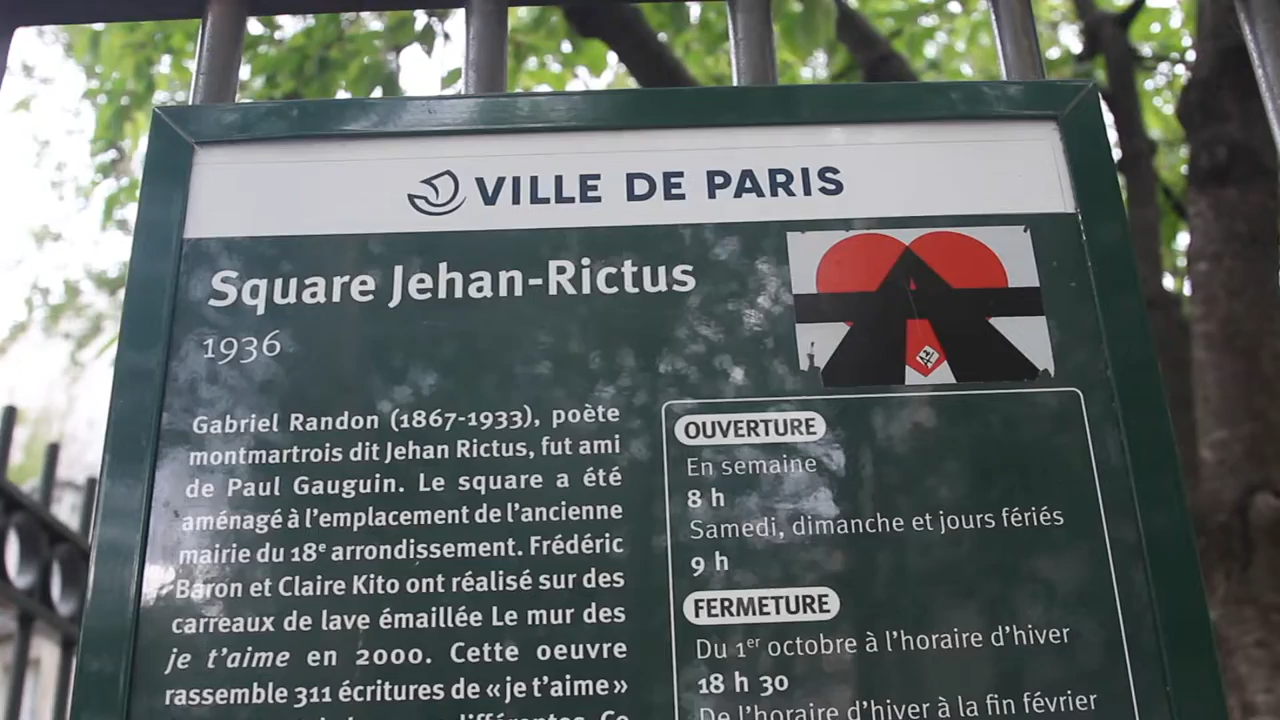 VILLE DE PARIS
Square Jehan-Rictus
1936
Gabriel Randon (1867-1933), poète
montmartrois dit Jehan Rictus, fut ami
de Paul Gauguin. Le square a été
aménagé à l'emplacement de l'ancienne
mairie du 18e arrondissement. Frédéric
Baron et Claire Kito ont réalisé sur des
carreaux de lave émaillée Le mur des
je t'aime en 2000. Cette oeuvre
rassemble 311 écritures de « je t'aime »
OUVERTURE
En semaine
8 h
Samedi, dimanche et jours fériés
9 h
FERMETURE
Du 1er octobre à l'horaire d'hiver
18 h 30
De l'horaire d'hiver à la fin février